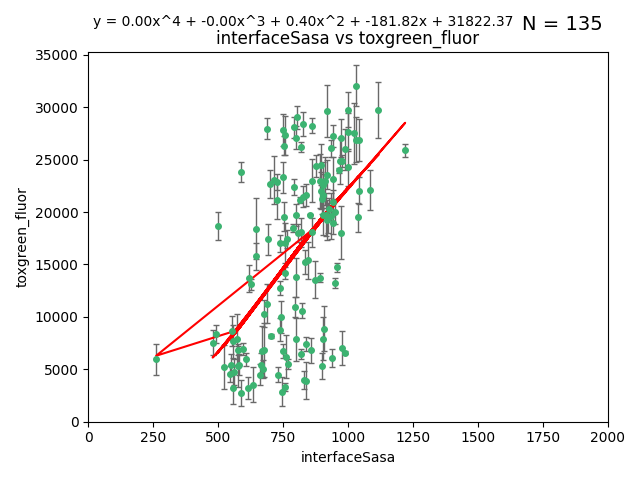 y = 0.00x^4 + -0.00x^3 + 0.40x^2 + -181.82x + 31822.37 N = 135
interfaceSasa vs toxgreen_fluor
35000
30000
25000
20000
15000
10000
5000
0
toxgreen_fluor
0 250 500 750 1000 1250 1500 1750 2000
interfaceSasa